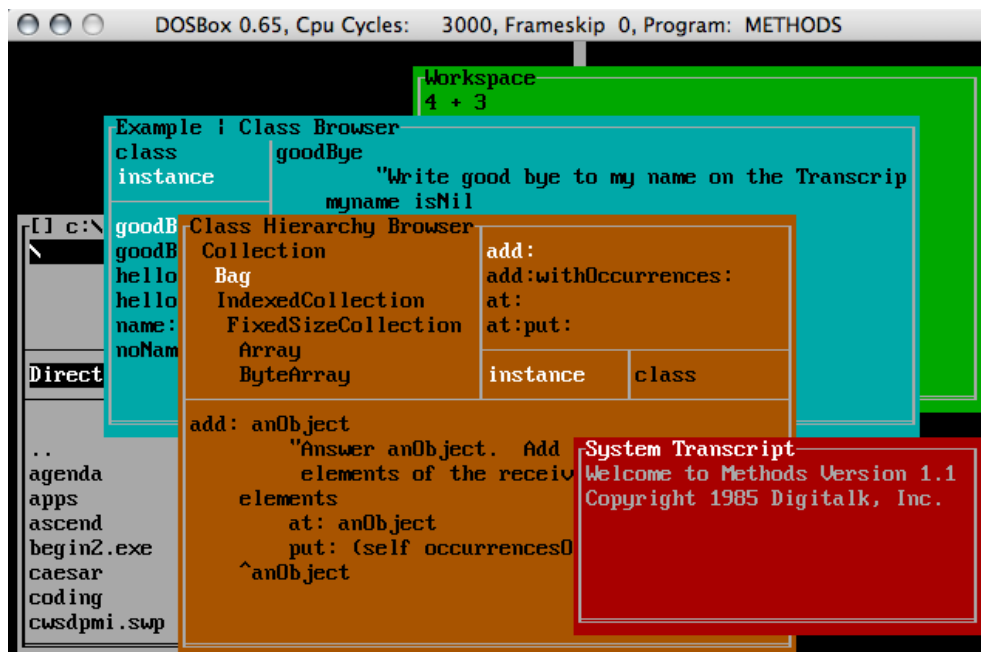 DOSBox 0.65, Cpu Cycles: 3000, Frameskip 0, Program: METHODS
Workspace
4 + 3
Example ¦ Class Browser
class
instance
goodBye
"Write good bye to my name on the Transcrip
myname isNil
goodB
goodB
hello
hello
name:
noNam
[] c:\
\
Direct
..
agenda
apps
ascend
begin2.exe
caesar
coding
cwsdpmi.swp
Class Hierarchy Browser
Collection
Bag
IndexedCollection
FixedSizeCollection
Array
ByteArray
add:
add:withOccurrences:
at:
at:put:
instance
class
add: anObject
"Answer anObject. Add
elements of the receiv
elements
at: anObject
put: (self occurrencesO
^anObject
System Transcript
Welcome to Methods Version 1.1
Copyright 1985 Digitalk, Inc.